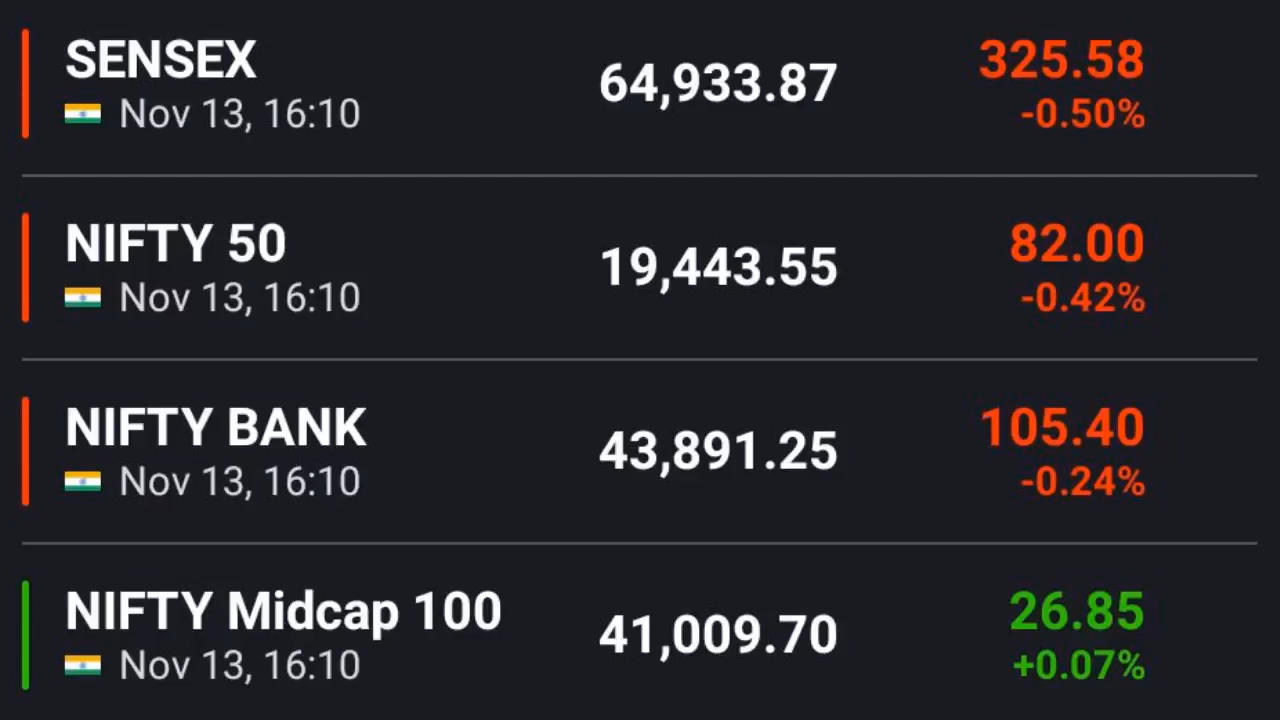 SENSEX
Nov 13, 16:10
64,933.87
325.58
-0.50%
NIFTY 50
Nov 13, 16:10
19,443.55
82.00
-0.42%
NIFTY BANK
Nov 13, 16:10
43,891.25
105.40
-0.24%
NIFTY Midcap 100
Nov 13, 16:10
41,009.70
26.85
+0.07%